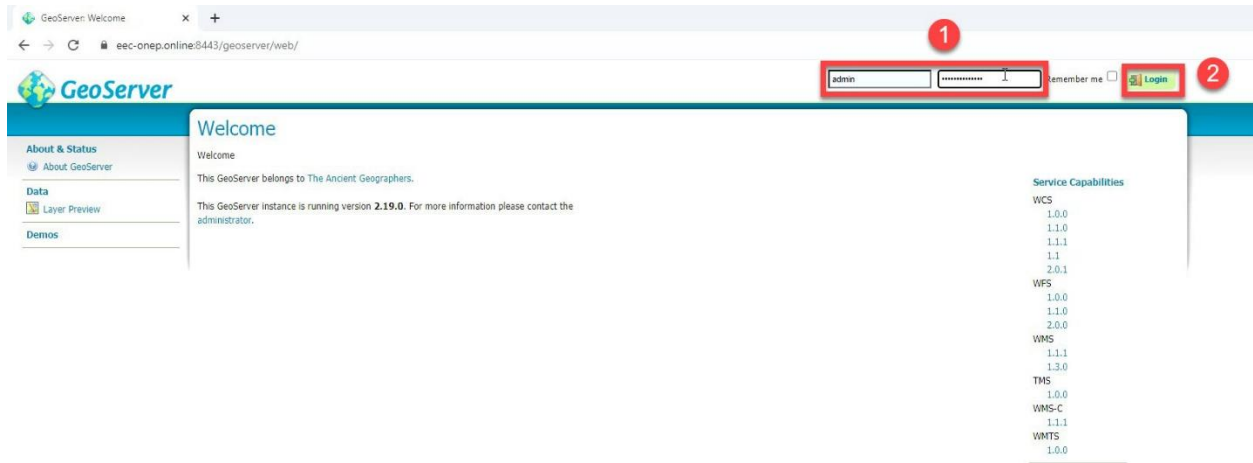 GeoServer: Welcome
eec-onep.online:8443/geoserver/web/
1
GeoServer
admin
Remember me
Login
2
Welcome
About & Status
About GeoServer
Data
Layer Preview
Demos
Welcome
This GeoServer belongs to The Ancient Geographers.
This GeoServer instance is running version 2.19.0. For more information please contact the
administrator.
Service Capabilities
WCS
1.0.0
1.1.0
1.1.1
1.1
2.0.1
WFS
1.0.0
1.1.0
2.0.0
WMS
1.1.1
1.3.0
TMS
1.0.0
WMS-C
1.1.1
WMTS
1.0.0